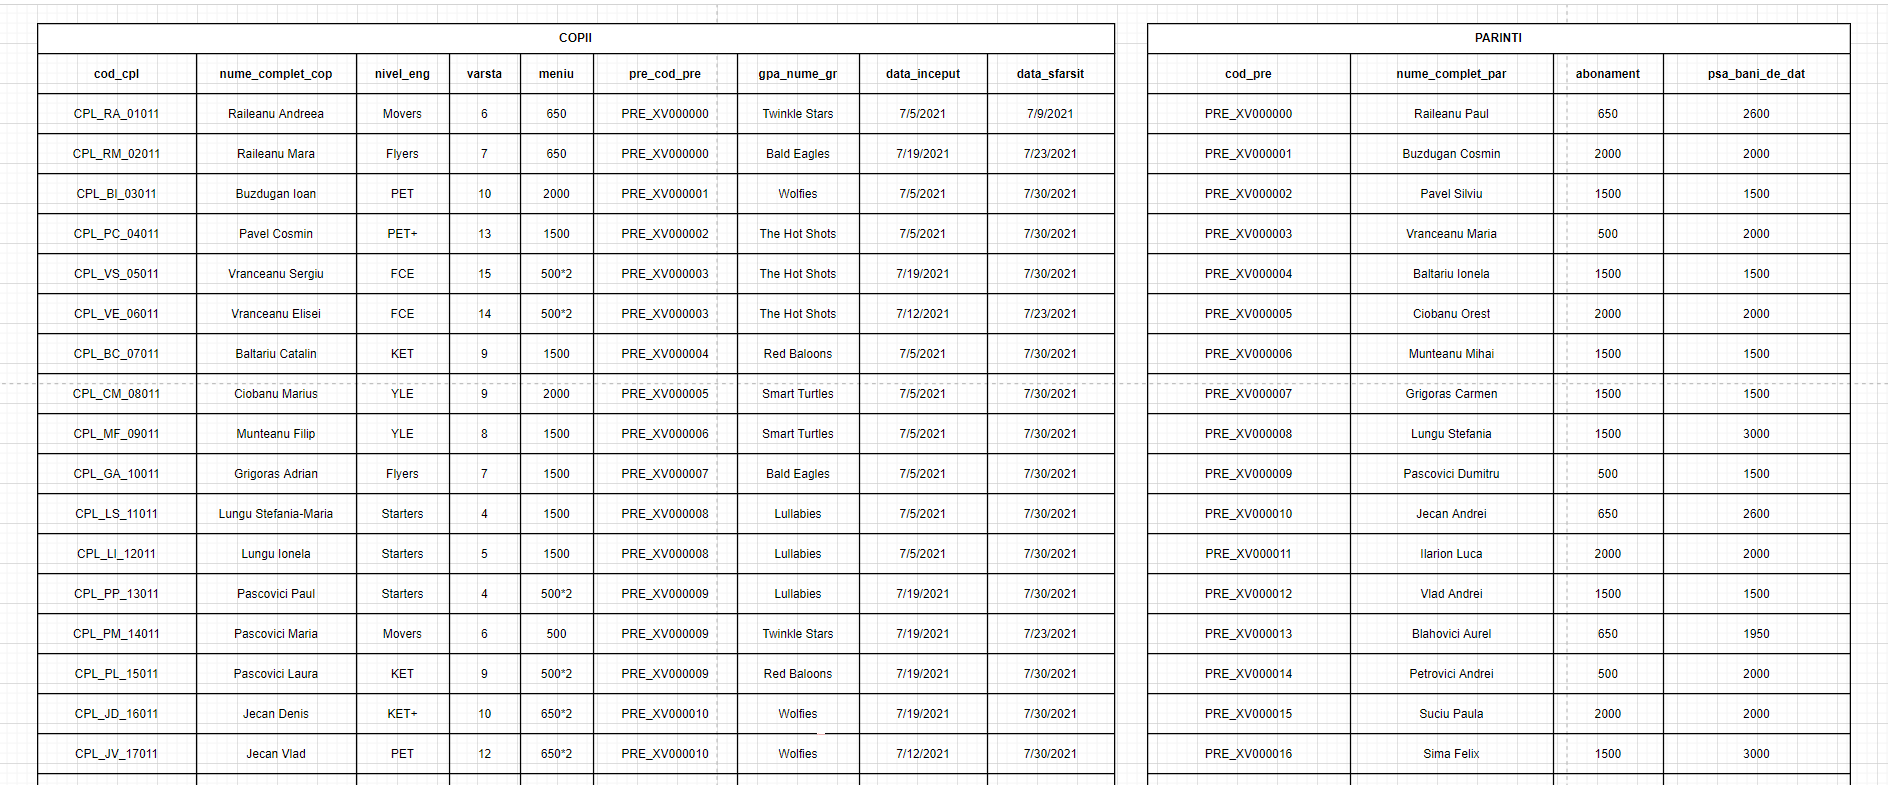 COPII
cod_cpl nume_complet_cop nivel_eng varsta meniu pre_cod_pre gpa_nume_gr data_inceput data_sfarsit
CPL_RA_01011 Raileanu Andreea Movers 6 650 PRE_XV000000 Twinkle Stars 7/5/2021 7/9/2021
CPL_RM_02011 Raileanu Mara Flyers 7 650 PRE_XV000000 Bald Eagles 7/19/2021 7/23/2021
CPL_BI_03011 Buzdugan Ioan PET 10 2000 PRE_XV000001 Wolfies 7/5/2021 7/30/2021
CPL_PC_04011 Pavel Cosmin PET+ 13 1500 PRE_XV000002 The Hot Shots 7/5/2021 7/30/2021
CPL_VS_05011 Vranceanu Sergiu FCE 15 500*2 PRE_XV000003 The Hot Shots 7/19/2021 7/30/2021
CPL_VE_06011 Vranceanu Elisei FCE 14 500*2 PRE_XV000003 The Hot Shots 7/12/2021 7/23/2021
CPL_BC_07011 Baltariu Catalin KET 9 1500 PRE_XV000004 Red Baloons 7/5/2021 7/30/2021
CPL_CM_08011 Ciobanu Marius YLE 9 2000 PRE_XV000005 Smart Turtles 7/5/2021 7/30/2021
CPL_MF_09011 Munteanu Filip YLE 8 1500 PRE_XV000006 Smart Turtles 7/5/2021 7/30/2021
CPL_GA_10011 Grigoras Adrian Flyers 7 1500 PRE_XV000007 Bald Eagles 7/5/2021 7/30/2021
CPL_LS_11011 Lungu Stefania-Maria Starters 4 1500 PRE_XV000008 Lullabies 7/5/2021 7/30/2021
CPL_LI_12011 Lungu Ionela Starters 5 1500 PRE_XV000008 Lullabies 7/5/2021 7/30/2021
CPL_PP_13011 Pascovici Paul Starters 4 500*2 PRE_XV000009 Lullabies 7/19/2021 7/30/2021
CPL_PM_14011 Pascovici Maria Movers 6 500 PRE_XV000009 Twinkle Stars 7/19/2021 7/23/2021
CPL_PL_15011 Pascovici Laura KET 9 500*2 PRE_XV000009 Red Baloons 7/19/2021 7/30/2021
CPL_JD_16011 Jecan Denis KET+ 10 650*2 PRE_XV000010 Wolfies 7/19/2021 7/30/2021
CPL_JV_17011 Jecan Vlad PET 12 650*2 PRE_XV000010 Wolfies 7/12/2021 7/30/2021
PARINTI
cod_pre nume_complet_par abonament psa_bani_de_dat
PRE_XV000000 Raileanu Paul 650 2600
PRE_XV000001 Buzdugan Cosmin 2000 2000
PRE_XV000002 Pavel Silviu 1500 1500
PRE_XV000003 Vranceanu Maria 500 2000
PRE_XV000004 Baltariu Ionela 1500 1500
PRE_XV000005 Ciobanu Orest 2000 2000
PRE_XV000006 Munteanu Mihai 1500 1500
PRE_XV000007 Grigoras Carmen 1500 1500
PRE_XV000008 Lungu Stefania 1500 3000
PRE_XV000009 Pascovici Dumitru 500 1500
PRE_XV000010 Jecan Andrei 650 2600
PRE_XV000011 Ilarion Luca 2000 2000
PRE_XV000012 Vlad Andrei 1500 1500
PRE_XV000013 Blahovici Aurel 650 1950
PRE_XV000014 Petrovici Andrei 500 2000
PRE_XV000015 Suciu Paula 2000 2000
PRE_XV000016 Sima Felix 1500 3000